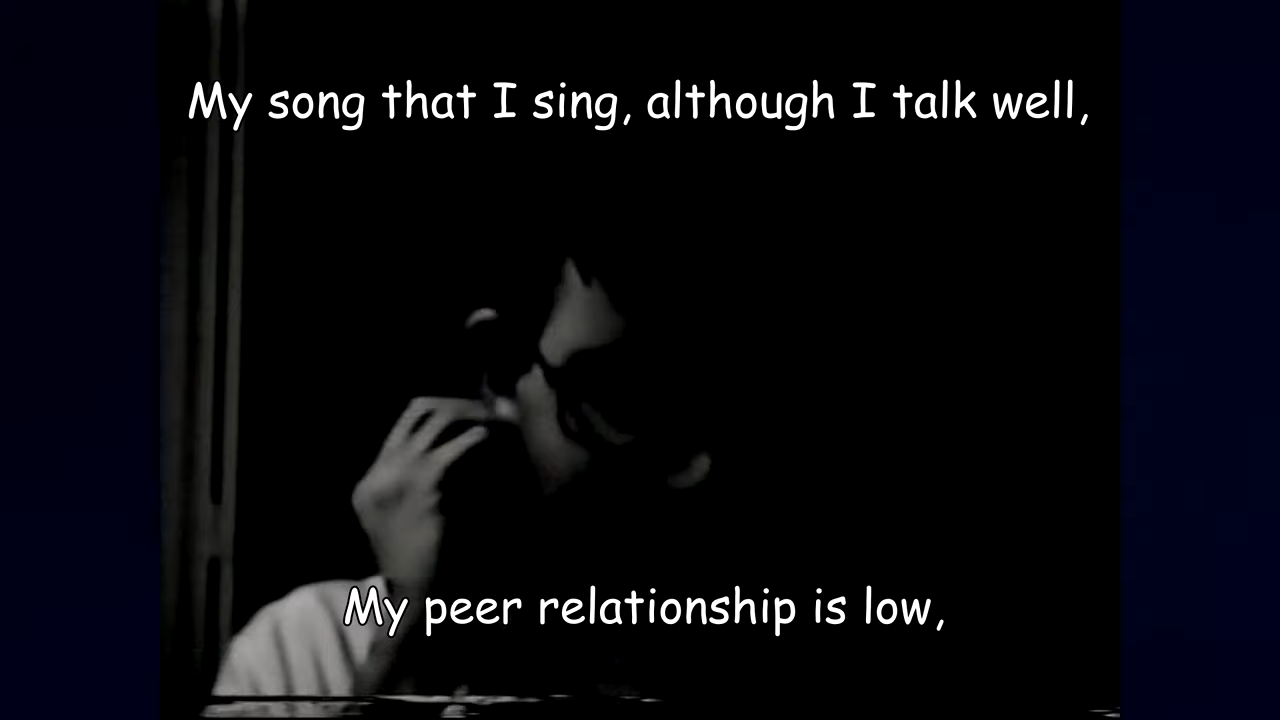 My song that I sing, although I talk well,
My peer relationship is low,